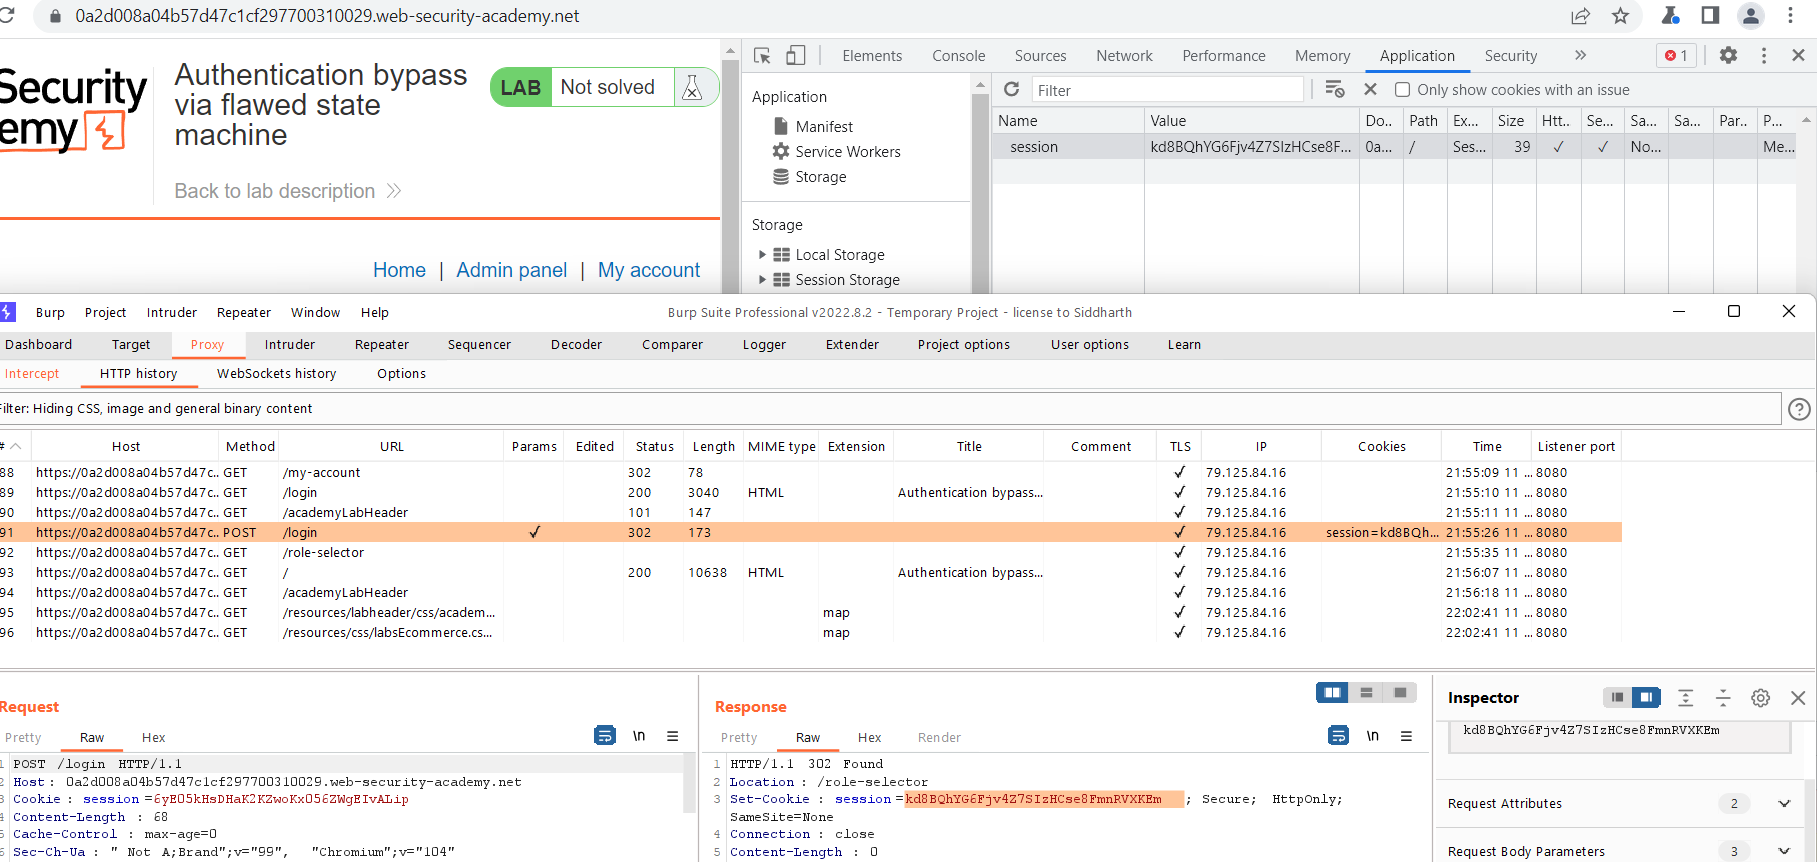 0a2d008a04b57d47c1cf297700310029.web-security-academy.net
Security
emy
Authentication bypass
via flawed state
machine
LAB Not solved
Back to lab description
Home | Admin panel | My account
Elements Console Sources Network Performance Memory Application Security » 1
Application
Manifest
Service Workers
Storage
Storage
Local Storage
Session Storage
Filter Only show cookies with an issue
Name Value Do.. Path Ex... Size Htt.. Se... Sa... Sa... Par.. P...
session kd8BQhYG6Fjv4Z7SIzHCse8F... 0a... / Ses... 39 ✓ ✓ No... Me...
Burp Project Intruder Repeater Window Help Burp Suite Professional v2022.8.2 - Temporary Project - license to Siddharth
Dashboard Target Proxy Intruder Repeater Sequencer Decoder Comparer Logger Extender Project options User options Learn
Intercept HTTP history WebSockets history Options
Filter: Hiding CSS, image and general binary content
# Host Method URL Params Edited Status Length MIME type Extension Title Comment TLS IP Cookies Time Listener port
88 https://0a2d008a04b57d47c... GET /my-account 302 78 ✓ 79.125.84.16 21:55:09 11 ... 8080
89 https://0a2d008a04b57d47c... GET /login 200 3040 HTML Authentication bypass... ✓ 79.125.84.16 21:55:10 11 ... 8080
90 https://0a2d008a04b57d47c... GET /academyLabHeader 101 147 ✓ 79.125.84.16 21:55:11 11 ... 8080
91 https://0a2d008a04b57d47c... POST /login ✓ 302 173 ✓ 79.125.84.16 session=kd8BQh... 21:55:26 11 ... 8080
92 https://0a2d008a04b57d47c... GET /role-selector ✓ 79.125.84.16 21:55:35 11 ... 8080
93 https://0a2d008a04b57d47c... GET / 200 10638 HTML Authentication bypass... ✓ 79.125.84.16 21:56:07 11 ... 8080
94 https://0a2d008a04b57d47c... GET /academyLabHeader ✓ 79.125.84.16 21:56:18 11 ... 8080
95 https://0a2d008a04b57d47c... GET /resources/labheader/css/academ... map ✓ 79.125.84.16 22:02:41 11 ... 8080
96 https://0a2d008a04b57d47c... GET /resources/css/labsEcommerce.cs... map ✓ 79.125.84.16 22:02:41 11 ... 8080
Request
Pretty Raw Hex \n
1 POST /login HTTP/1.1
2 Host: 0a2d008a04b57d47c1cf297700310029.web-security-academy.net
3 Cookie: session=6yE05kHsDHaK2KZwoKxO56ZWgEIvALip
4 Content-Length: 68
5 Cache-Control: max-age=0
6 Sec-Ch-Ua: " Not A;Brand";v="99", "Chromium";v="104"
Response
Pretty Raw Hex Render \n
1 HTTP/1.1 302 Found
2 Location: /role-selector
3 Set-Cookie: session=kd8BQhYG6Fjv4Z7SIzHCse8FmnRVXKEm; Secure; HttpOnly;
SameSite=None
4 Connection: close
5 Content-Length: 0
Inspector
kd8BQhYG6Fjv4Z7SIzHCse8FmnRVXKEm
Request Attributes 2
Request Body Parameters 3